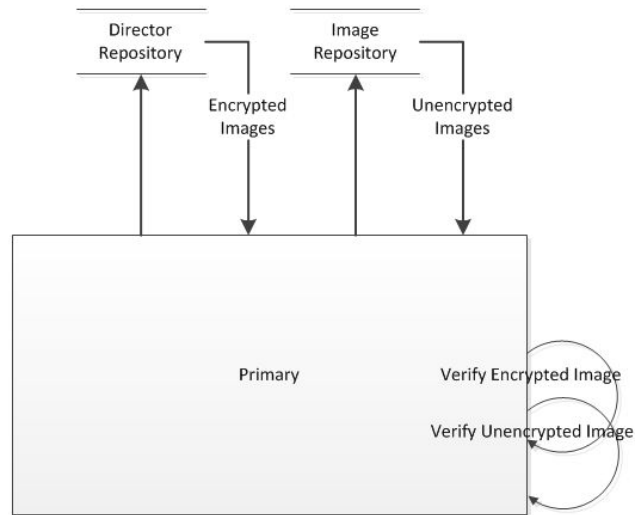 Director
Repository
Image
Repository
Encrypted
Images
Unencrypted
Images
Primary
Verify Encrypted Image
Verify Unencrypted Image